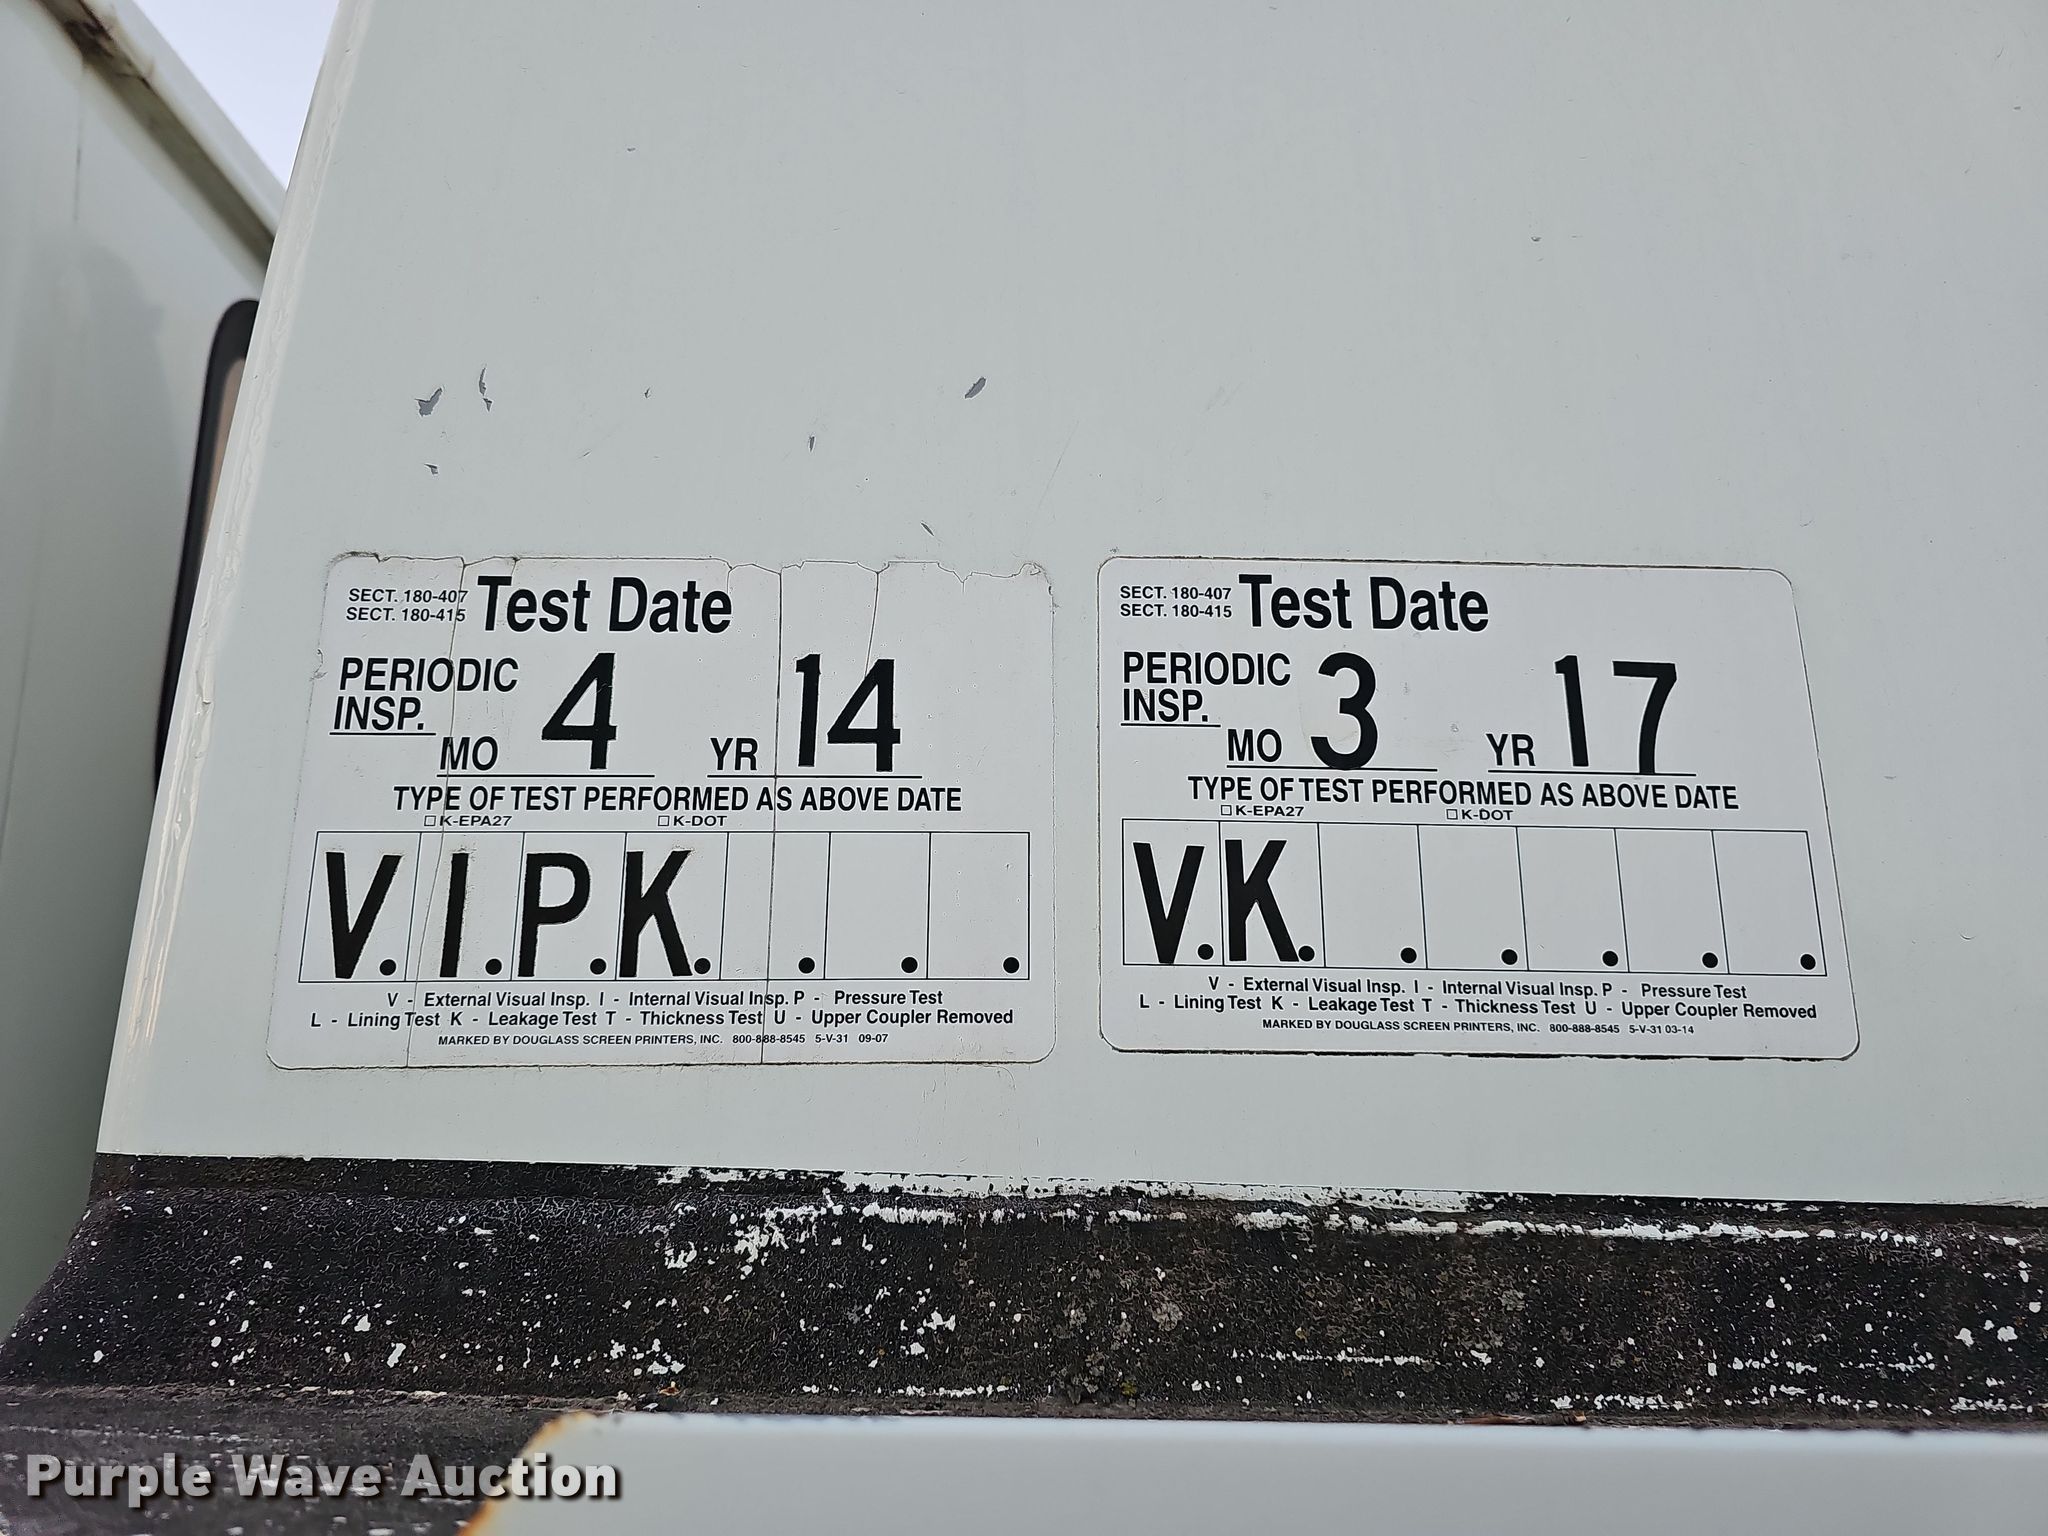 SECT. 180-407
SECT. 180-415
Test Date
PERIODIC
INSP.
MO 4 YR 14
TYPE OF TEST PERFORMED AS ABOVE DATE
☐ K-EPA27 ☐ K-DOT
V. I. P. K. . . .
V - External Visual Insp. I - Internal Visual Insp. P - Pressure Test
L - Lining Test K - Leakage Test T - Thickness Test U - Upper Coupler Removed
MARKED BY DOUGLASS SCREEN PRINTERS, INC. 800-888-8545 5-V-31 09-07
SECT. 180-407
SECT. 180-415
Test Date
PERIODIC
INSP.
MO 3 YR 17
TYPE OF TEST PERFORMED AS ABOVE DATE
☐ K-EPA27 ☐ K-DOT
V. K. . . . . .
V - External Visual Insp. I - Internal Visual Insp. P - Pressure Test
L - Lining Test K - Leakage Test T - Thickness Test U - Upper Coupler Removed
MARKED BY DOUGLASS SCREEN PRINTERS, INC. 800-888-8545 5-V-31 03-14
Purple Wave Auction